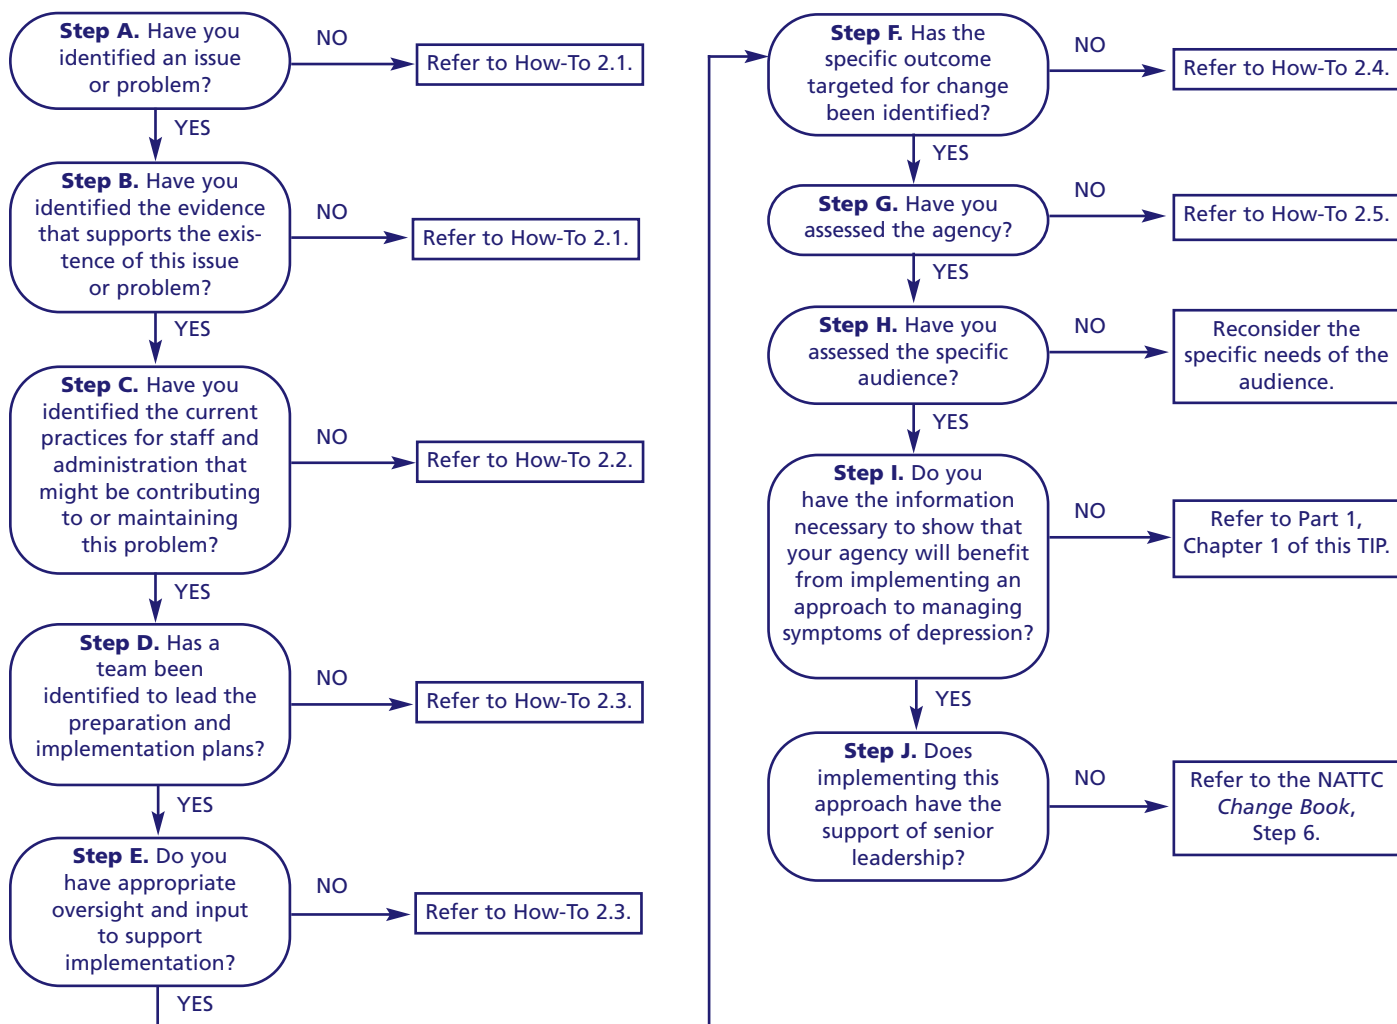 Step A. Have you
identified an issue
or problem?
NO
Refer to How-To 2.1.
YES
Step B. Have you
identified the evidence
that supports the exis-
tence of this issue
or problem?
NO
Refer to How-To 2.1.
YES
Step C. Have you
identified the current
practices for staff and
administration that
might be contributing
to or maintaining
this problem?
NO
Refer to How-To 2.2.
YES
Step D. Has a
team been
identified to lead the
preparation and
implementation plans?
NO
Refer to How-To 2.3.
YES
Step E. Do you
have appropriate
oversight and input
to support
implementation?
NO
Refer to How-To 2.3.
YES
Step F. Has the
specific outcome
targeted for change
been identified?
NO
Refer to How-To 2.4.
YES
Step G. Have you
assessed the agency?
NO
Refer to How-To 2.5.
YES
Step H. Have you
assessed the specific
audience?
NO
Reconsider the
specific needs of the
audience.
YES
Step I. Do you
have the information
necessary to show that
your agency will benefit
from implementing an
approach to managing
symptoms of depression?
NO
Refer to Part 1,
Chapter 1 of this TIP.
YES
Step J. Does
implementing this
approach have the
support of senior
leadership?
NO
Refer to the NATTC
Change Book,
Step 6.